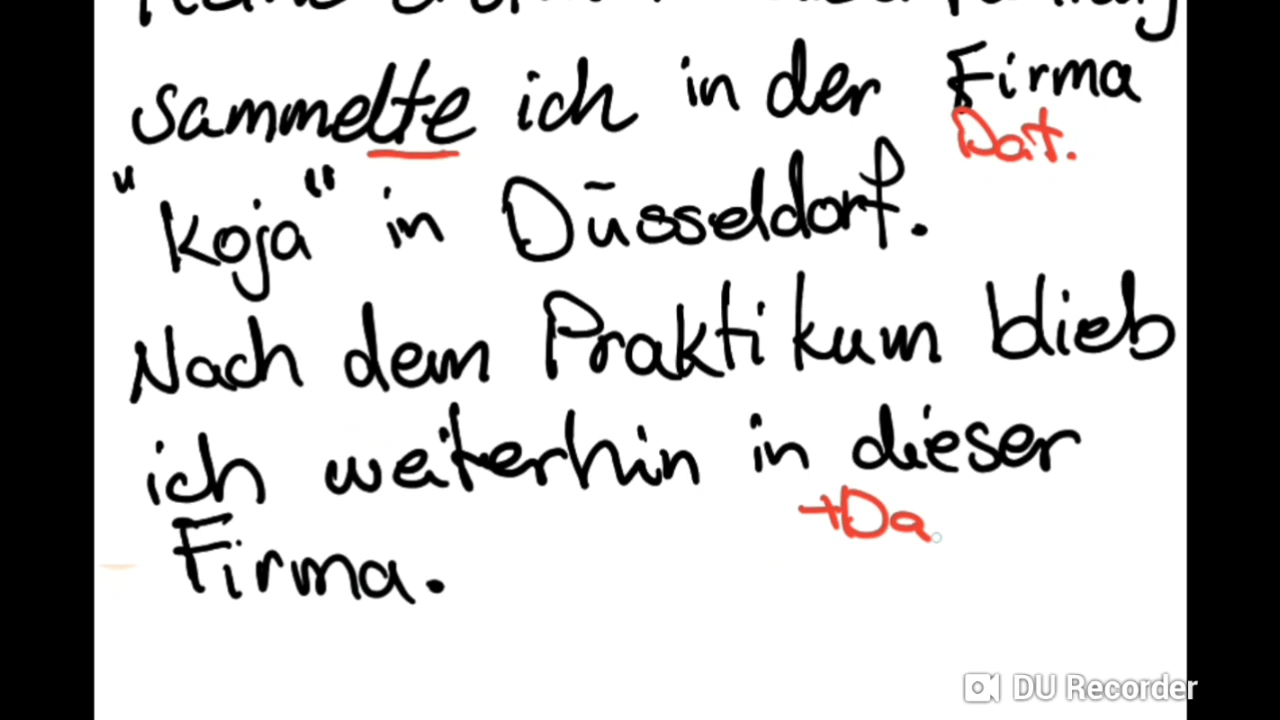 sammelte ich in der Firma
Dat.
"Koja" in Düsseldorf.
Nach dem Praktikum blieb
ich weiterhin in dieser
+Da
Firma.
DU Recorder